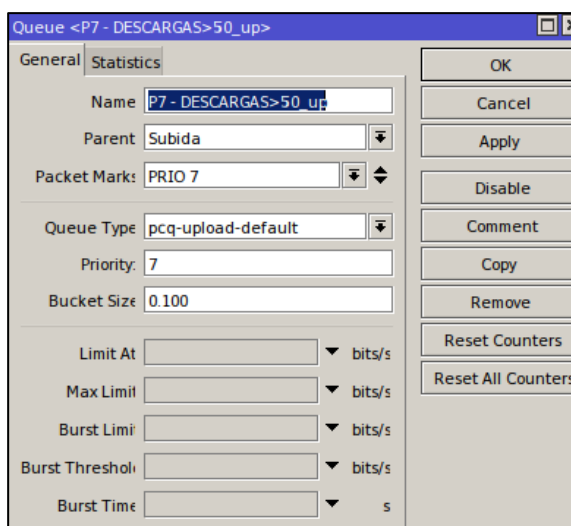 Queue <P7 - DESCARGAS>50_up>
General Statistics
Name P7 - DESCARGAS>50_up
Parent Subida
Packet Marks PRIO 7
Queue Type pcq-upload-default
Priority: 7
Bucket Size 0.100
Limit At bits/s
Max Limit bits/s
Burst Limit bits/s
Burst Threshold bits/s
Burst Time s
OK
Cancel
Apply
Disable
Comment
Copy
Remove
Reset Counters
Reset All Counters